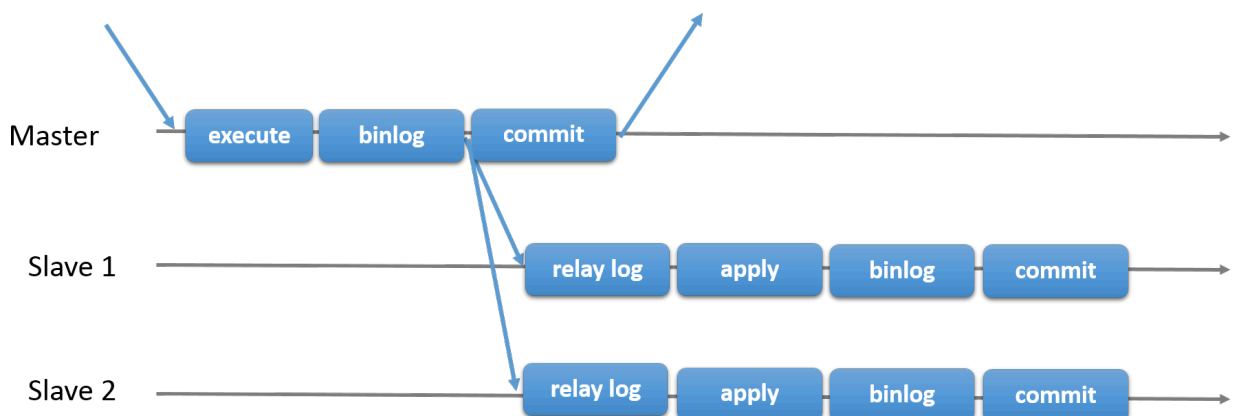 Master execute binlog commit
Slave 1 relay log apply binlog commit
Slave 2 relay log apply binlog commit